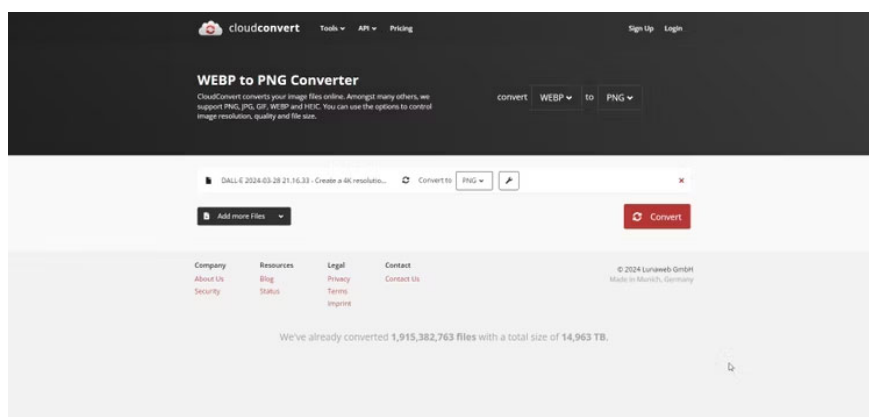 cloudconvert Tools API Pricing Sign Up Login
WEBP to PNG Converter
CloudConvert converts your image files online. Amongst many others, we
support PNG, JPG, GIF, WEBP and HEIC. You can use the options to control
image resolution, quality and file size.
convert WEBP to PNG
DALL·E 2024-03-28 21.16.33 - Create a 4K resolutio... Convert to PNG
Add more Files
Convert
Company Resources Legal Contact © 2024 Lunaweb GmbH
About Us Blog Privacy Contact Us Made in Munich, Germany
Security Status Terms
Imprint
We've already converted 1,915,382,763 files with a total size of 14,963 TB.